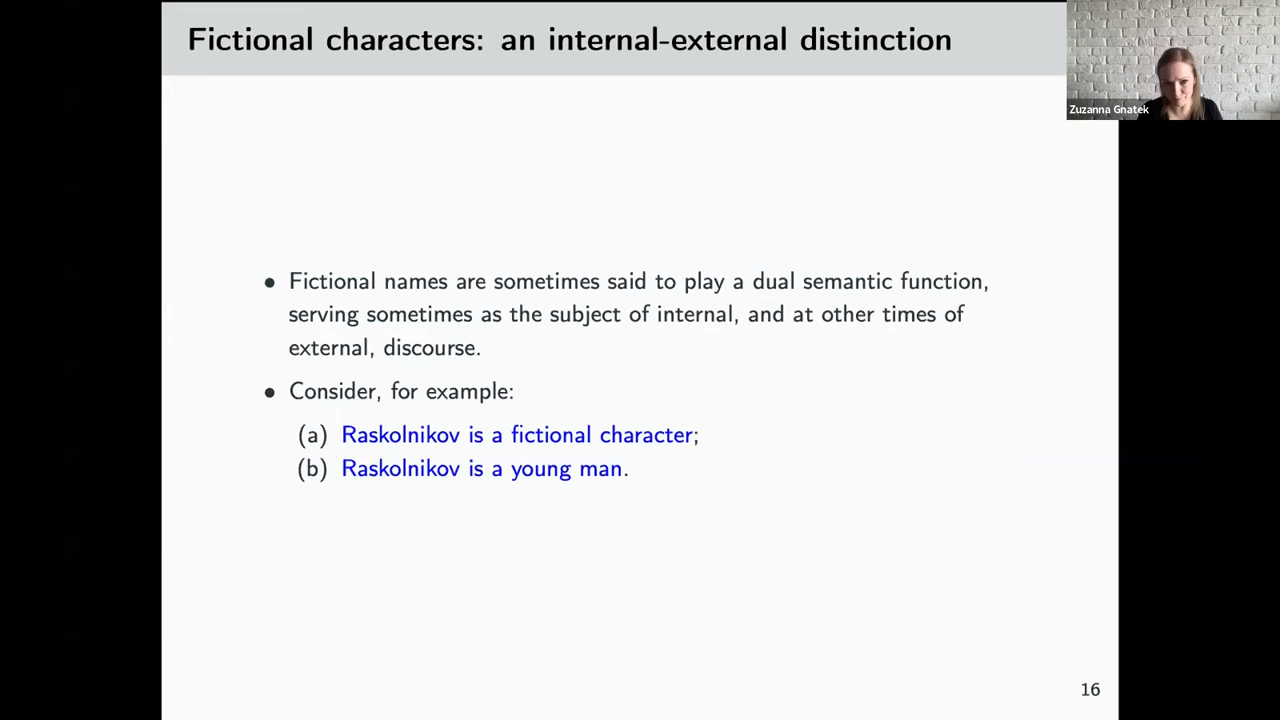 Fictional characters: an internal-external distinction
Zuzanna Gnatek
• Fictional names are sometimes said to play a dual semantic function,
serving sometimes as the subject of internal, and at other times of
external, discourse.
• Consider, for example:
(a) Raskolnikov is a fictional character;
(b) Raskolnikov is a young man.
16